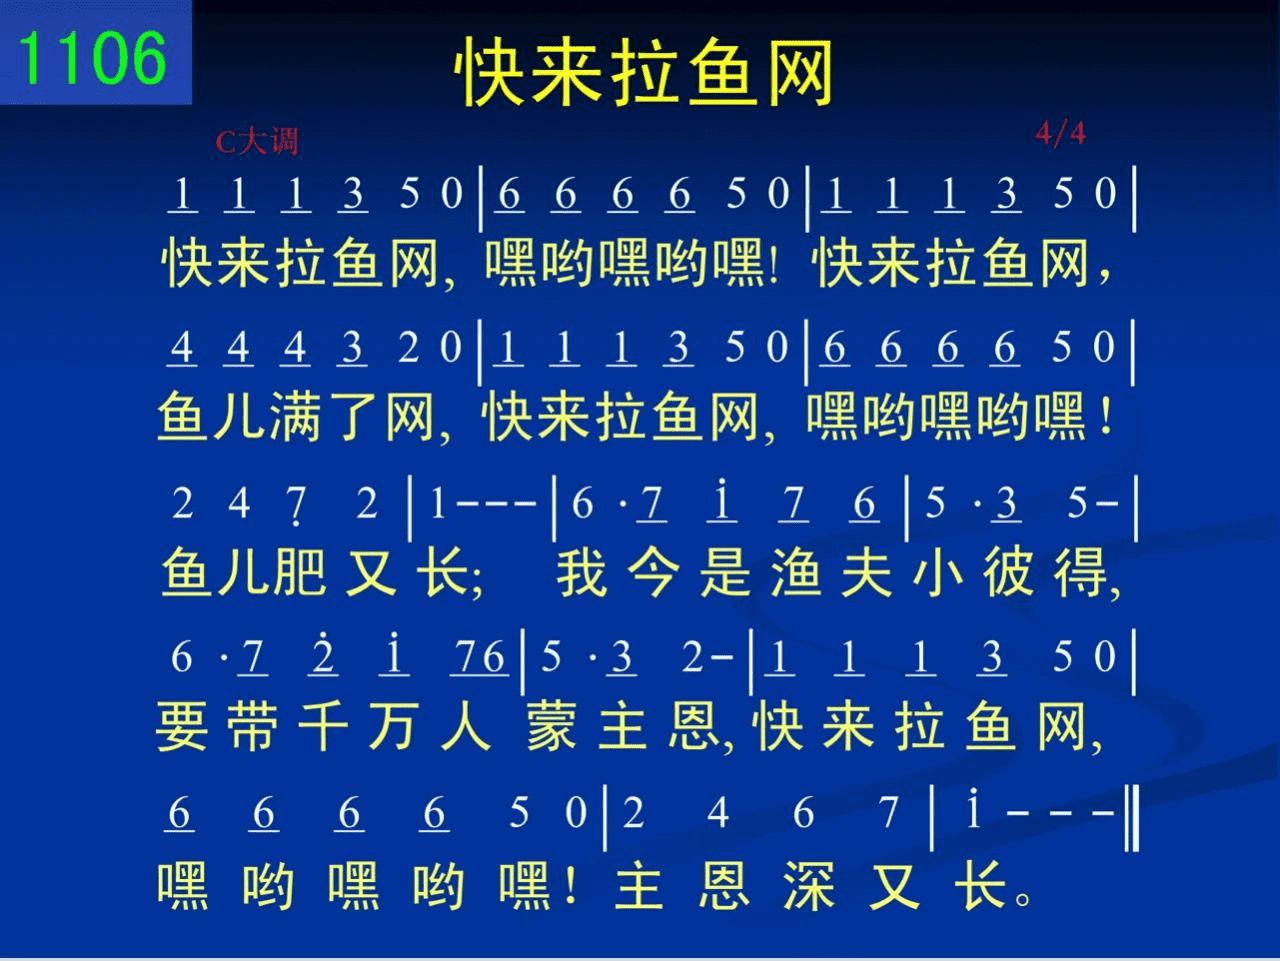 1106
快来拉鱼网
C大调 4/4
1 1 1 3 5 0 | 6 6 6 6 5 0 | 1 1 1 3 5 0 |
快来拉鱼网, 嘿哟嘿哟嘿! 快来拉鱼网，
4 4 4 3 2 0 | 1 1 1 3 5 0 | 6 6 6 6 5 0 |
鱼儿满了网, 快来拉鱼网, 嘿哟嘿哟嘿！
2 4 7̣ 2 | 1 - - - | 6 · 7 i 7 6 | 5 · 3 5 - |
鱼儿肥又长; 我今是渔夫小彼得,
6 · 7 2̇ i 76 | 5 · 3 2 - | 1 1 1 3 5 0 |
要带千万人蒙主恩, 快来拉鱼网,
6 6 6 6 5 0 | 2 4 6 7 | i - - - ‖
嘿哟嘿哟嘿！主恩深又长。